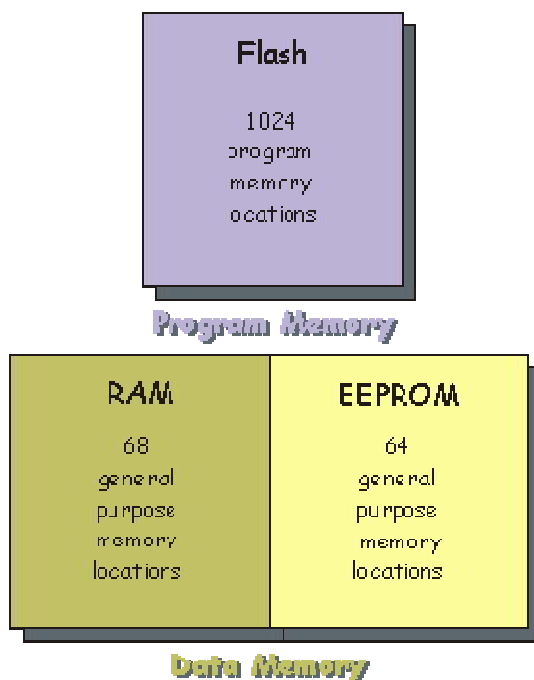 Flash
1024
program
memory
locations
Program Memory
RAM
68
general
purpose
memory
locations
Data Memory
EEPROM
64
general
purpose
memory
locations